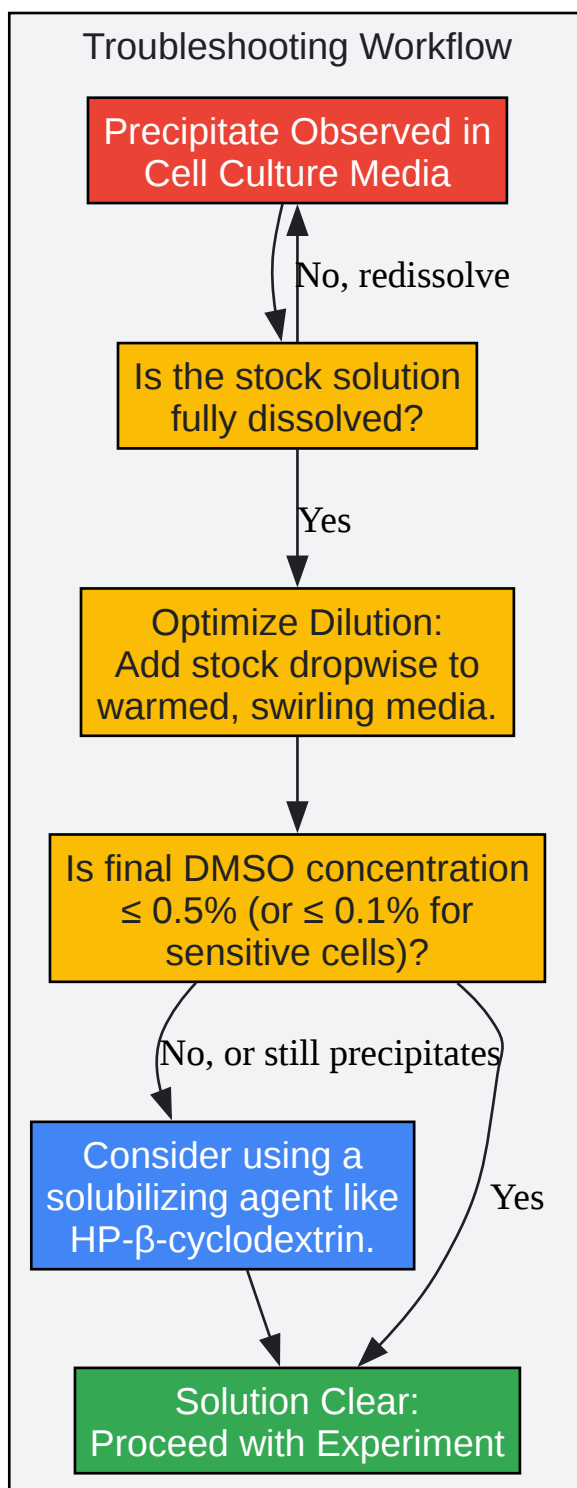 Troubleshooting Workflow
Precipitate Observed in
Cell Culture Media
No, redissolve
Is the stock solution
fully dissolved?
Yes
Optimize Dilution:
Add stock dropwise to
warmed, swirling media.
Is final DMSO concentration
≤ 0.5% (or ≤ 0.1% for
sensitive cells)?
No, or still precipitates
Consider using a
solubilizing agent like
HP-β-cyclodextrin.
Yes
Solution Clear:
Proceed with Experiment